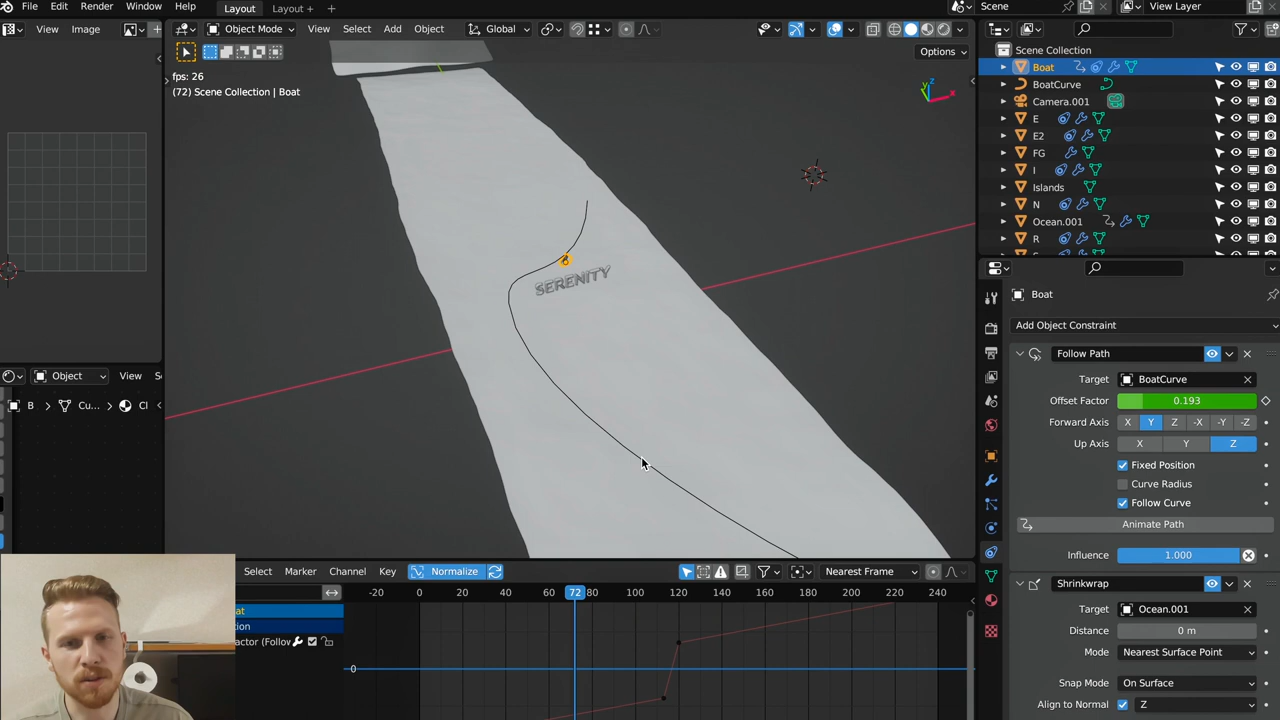 File Edit Render Window Help Layout Layout + + Scene View Layer
View Image Object Mode View Select Add Object Global
Options
fps: 26
(72) Scene Collection | Boat
Z
Y
X
Scene Collection
Boat
BoatCurve
Camera.001
E
E2
FG
I
Islands
N
Ocean.001
R
SERENITY
Boat
Add Object Constraint
Follow Path
Target BoatCurve
Offset Factor 0.193
Forward Axis X Y Z -X -Y -Z
Up Axis X Y Z
Fixed Position
Curve Radius
Follow Curve
Animate Path
Influence 1.000
Shrinkwrap
Target Ocean.001
Distance 0 m
Mode Nearest Surface Point
Snap Mode On Surface
Align to Normal Z
Object View
B Cu...
Select Marker Channel Key Normalize Nearest Frame
-20 0 20 40 60 72 80 100 120 140 160 180 200 220 240
actor (Follov
0